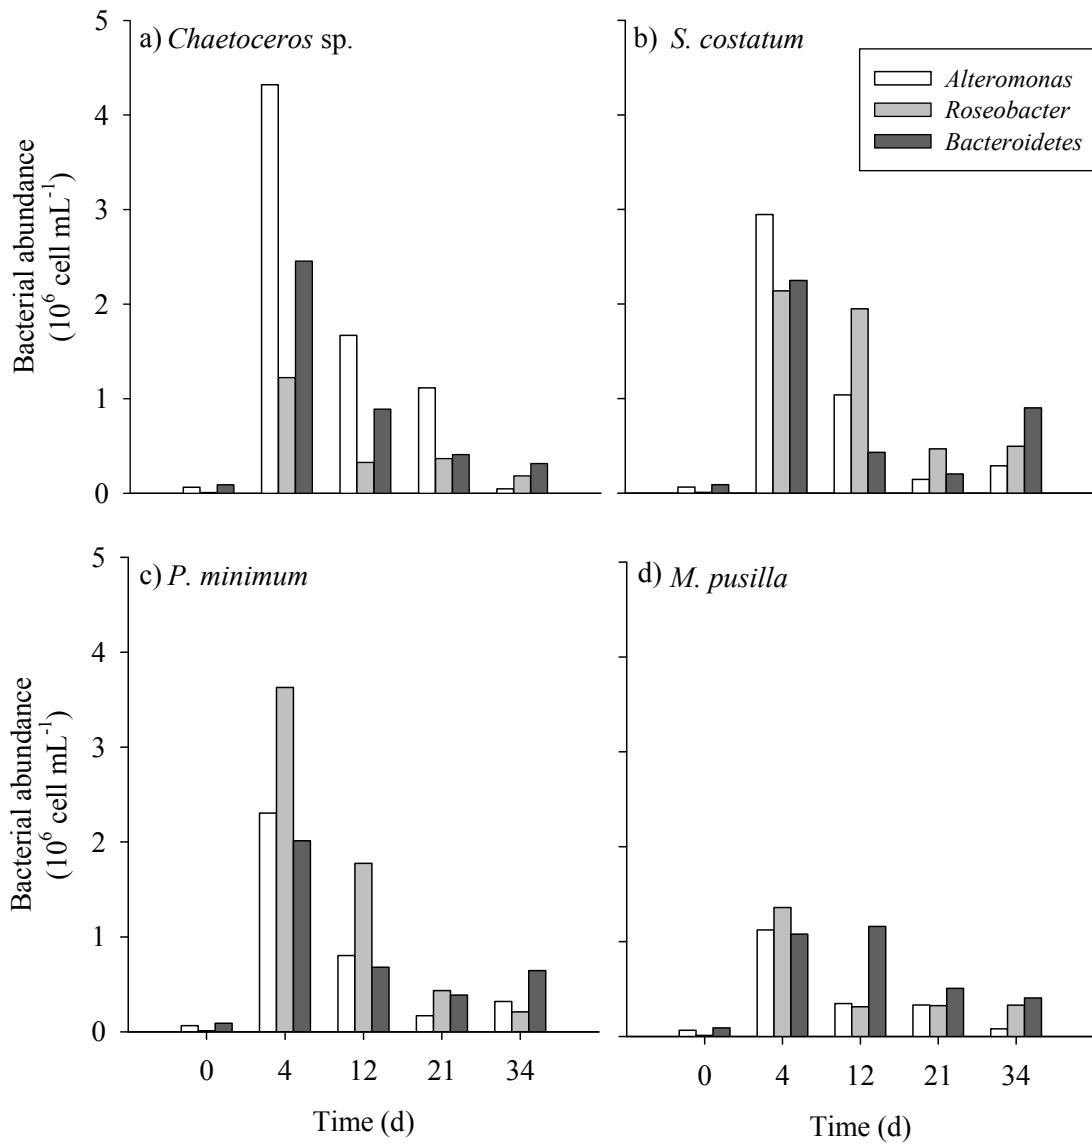 a) Chaetoceros sp.
b) S. costatum
Alteromonas
Roseobacter
Bacteroidetes
5
4
3
2
1
0
Bacterial abundance
(10⁶ cell mL⁻¹)
c) P. minimum
d) M. pusilla
5
4
3
2
1
0
Bacterial abundance
(10⁶ cell mL⁻¹)
0 4 12 21 34
0 4 12 21 34
Time (d)
Time (d)